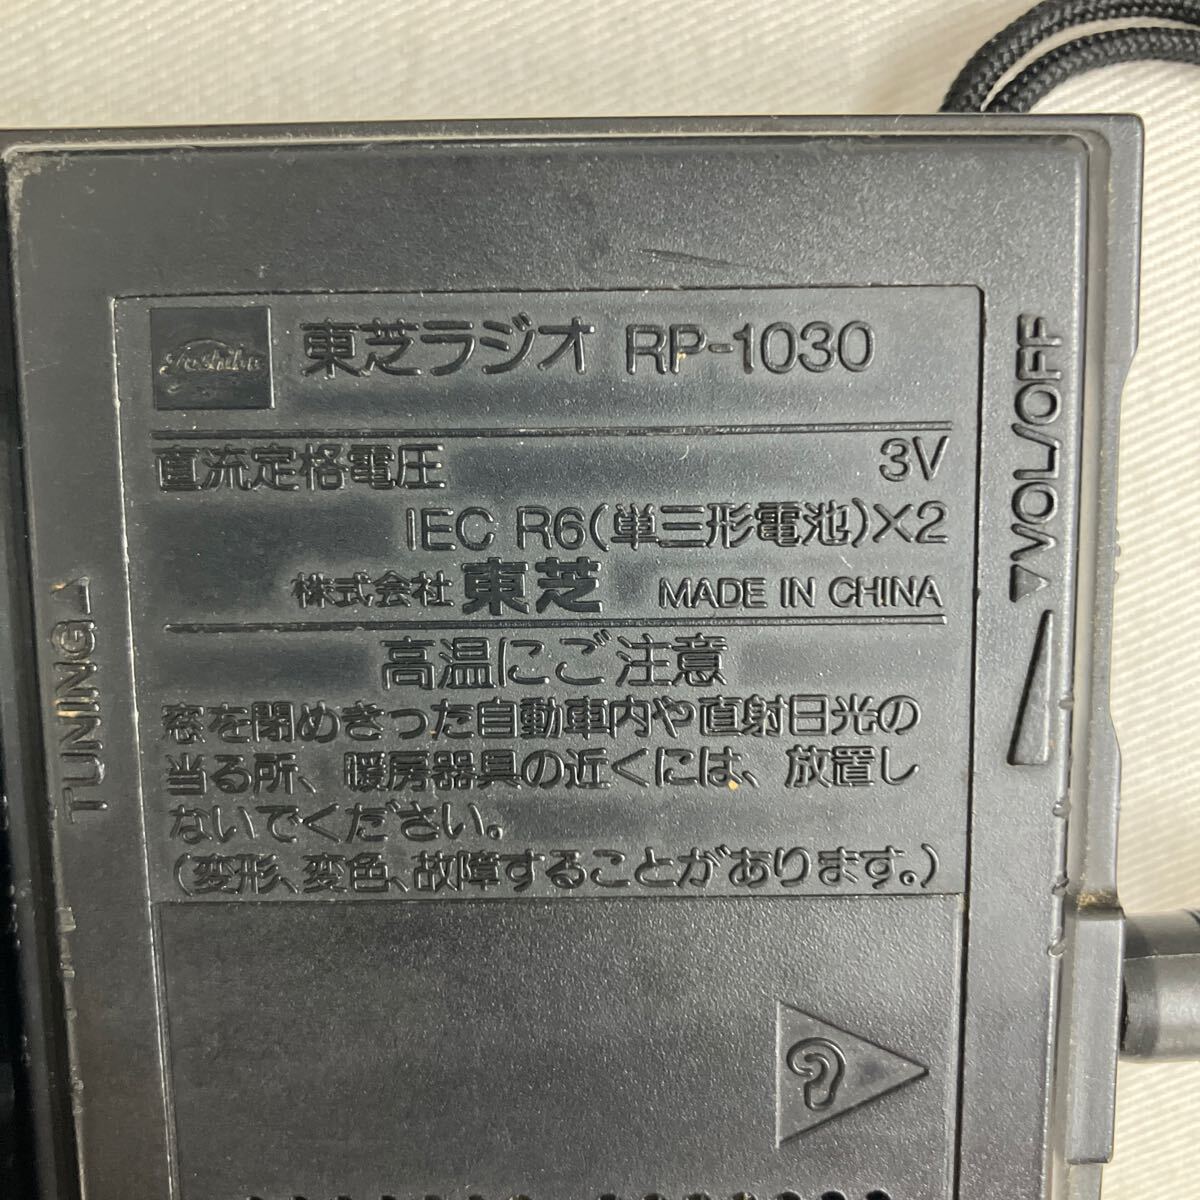 Toshiba
東芝ラジオ RP-1030
直流定格電圧 3V
IEC R6(単三形電池)×2
株式会社 東芝 MADE IN CHINA
高温にご注意
窓を閉めきった自動車内や直射日光の
当る所、暖房器具の近くには、放置し
ないでください。
(変形、変色、故障することがあります。)
TUNING
VOL/OFF